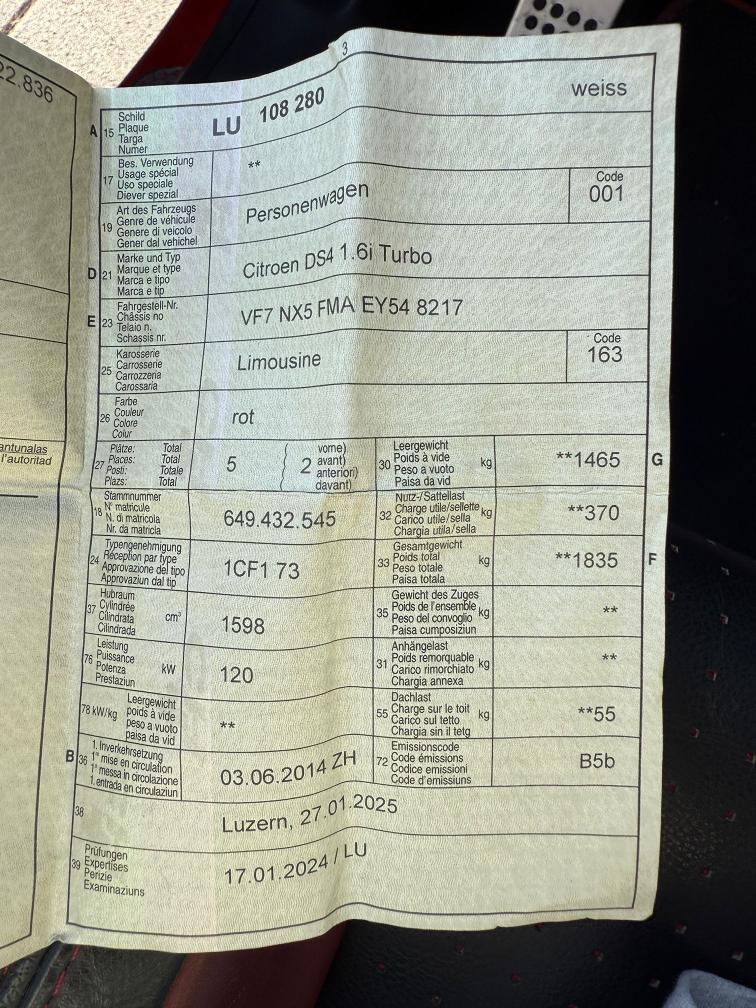 22.836
3
A 15 Schild
Plaque
Targa
Numer
LU 108 280 weiss
17 Bes. Verwendung
Usage spécial
Uso speciale
Diever spezial
**
19 Art des Fahrzeugs
Genre de véhicule
Genere di veicolo
Gener dal vehichel
Personenwagen
Code
001
D 21 Marke und Typ
Marque et type
Marca e tipo
Marca e tip
Citroen DS4 1.6i Turbo
E 23 Fahrgestell-Nr.
Châssis no
Telaio n.
Schassis nr.
VF7 NX5 FMA EY54 8217
25 Karosserie
Carrosserie
Carrozzeria
Carossaria
Limousine
Code
163
26 Farbe
Couleur
Colore
Colur
rot
antunalas
l'autoritad
27 Plätze: Total
Places: Total
Posti: Totale
Plazs: Total
5 ( 2 vorne)
avant)
anteriori)
davant)
30 Leergewicht
Poids à vide
Peso a vuoto
Paisa da vid
kg
**1465 G
18 Stammnummer
N° matricule
N. di matricola
Nr. da matricla
649.432.545
32 Nutz-/Sattellast
Charge utile/sellette
Carico utile/sella
Chargia utila/sella
kg
**370
24 Typengenehmigung
Réception par type
Approvazione del tipo
Approvaziun dal tip
1CF1 73
33 Gesamtgewicht
Poids total
Peso totale
Paisa totala
kg
**1835 F
37 Hubraum
Cylindrée
Cilindrata
Cilindrada
cm³
1598
35 Gewicht des Zuges
Poids de l'ensemble
Peso del convoglio
Paisa cumposiziun
kg
**
76 Leistung
Puissance
Potenza
Prestaziun
kW
120
31 Anhängelast
Poids remorquable
Carico rimorchiato
Chargia annexa
kg
**
78 kW/kg Leergewicht
poids à vide
peso a vuoto
paisa da vid
**
55 Dachlast
Charge sur le toit
Carico sul tetto
Chargia sin il tetg
kg
**55
B 36 1. Inverkehrsetzung
1re mise en circulation
1a messa in circolazione
1. entrada en circulaziun
03.06.2014 ZH
72 Emissionscode
Code émissions
Codice emissioni
Code d'emissiuns
B5b
38
Luzern, 27.01.2025
39 Prüfungen
Expertises
Perizie
Examinaziuns
17.01.2024 / LU